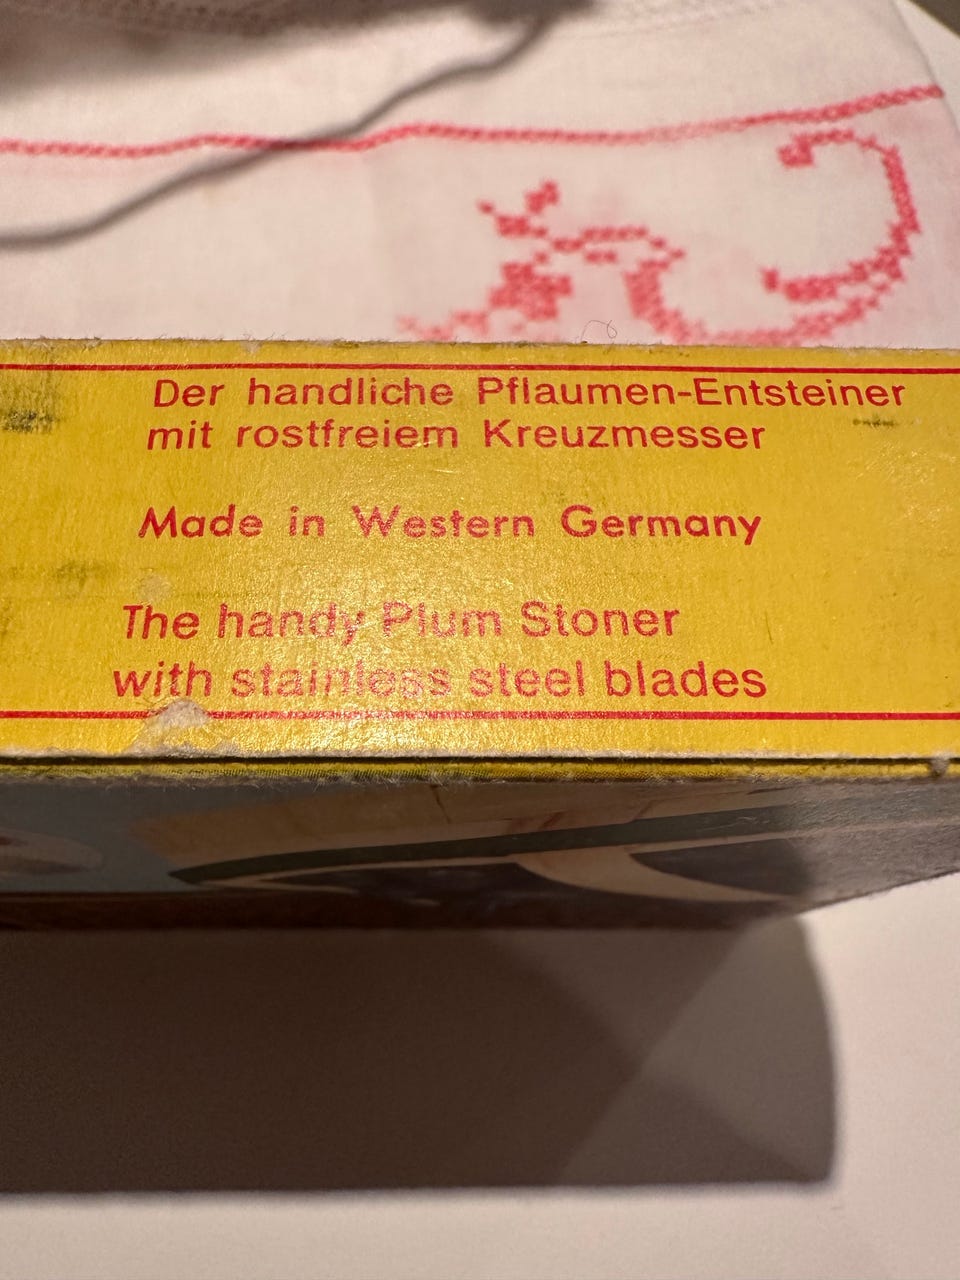 Der handliche Pflaumen-Entsteiner
mit rostfreiem Kreuzmesser
Made in Western Germany
The handy Plum Stoner
with stainless steel blades